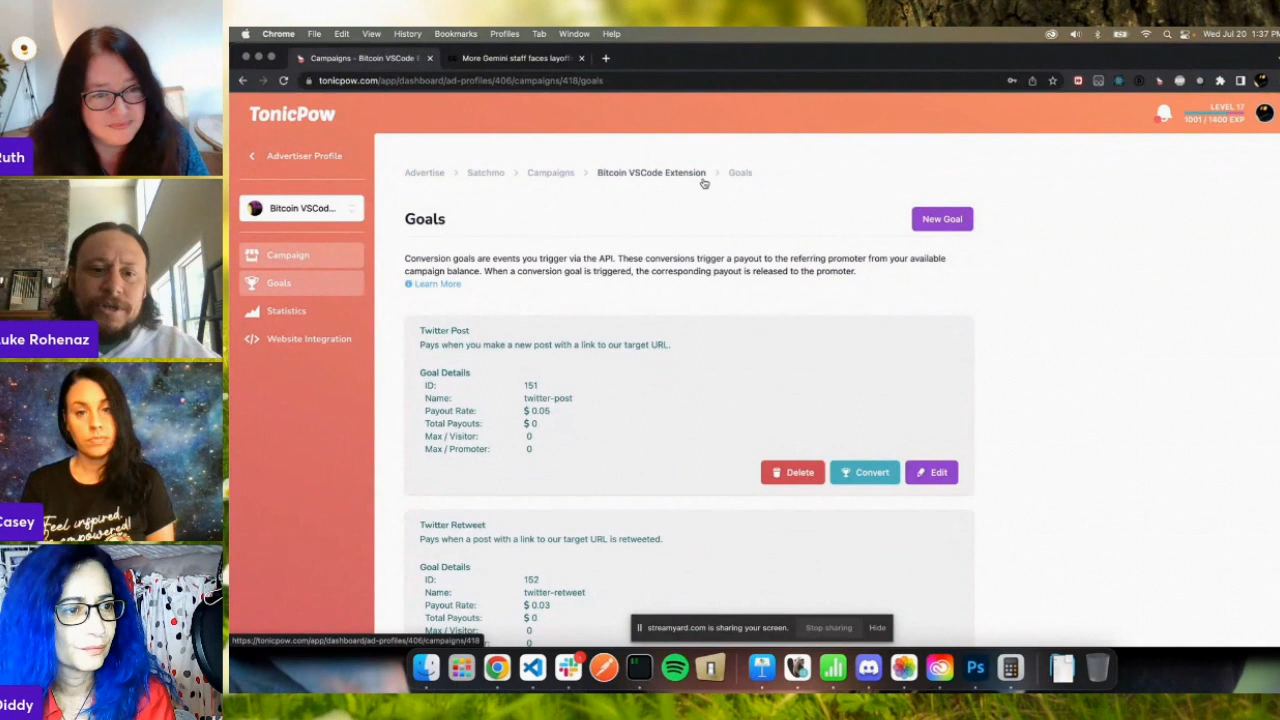 Chrome File Edit View History Bookmarks Profiles Tab Window Help
Wed Jul 20 1:37 PM
Campaigns - Bitcoin VSCode
More Gemini staff faces layoff
tonicpow.com/app/dashboard/ad-profiles/406/campaigns/418/goals
TonicPow
LEVEL 17
1001 / 1400 EXP
Advertiser Profile
Bitcoin VSCod...
Campaign
Goals
Statistics
Website Integration
Advertise > Satchmo > Campaigns > Bitcoin VSCode Extension > Goals
Goals
New Goal
Conversion goals are events you trigger via the API. These conversions trigger a payout to the referring promoter from your available
campaign balance. When a conversion goal is triggered, the corresponding payout is released to the promoter.
Learn More
Twitter Post
Pays when you make a new post with a link to our target URL.
Goal Details
ID: 151
Name: twitter-post
Payout Rate: $ 0.05
Total Payouts: $ 0
Max / Visitor: 0
Max / Promoter: 0
Delete
Convert
Edit
Twitter Retweet
Pays when a post with a link to our target URL is retweeted.
Goal Details
ID: 152
Name: twitter-retweet
Payout Rate: $ 0.03
Total Payouts: $ 0
Max / Visitor: 0
0
streamyard.com is sharing your screen.
Stop sharing
Hide
https://tonicpow.com/app/dashboard/ad-profiles/406/campaigns/418
Ps
uth
uke Rohenaz
Feel inspired.
Casey
Diddy